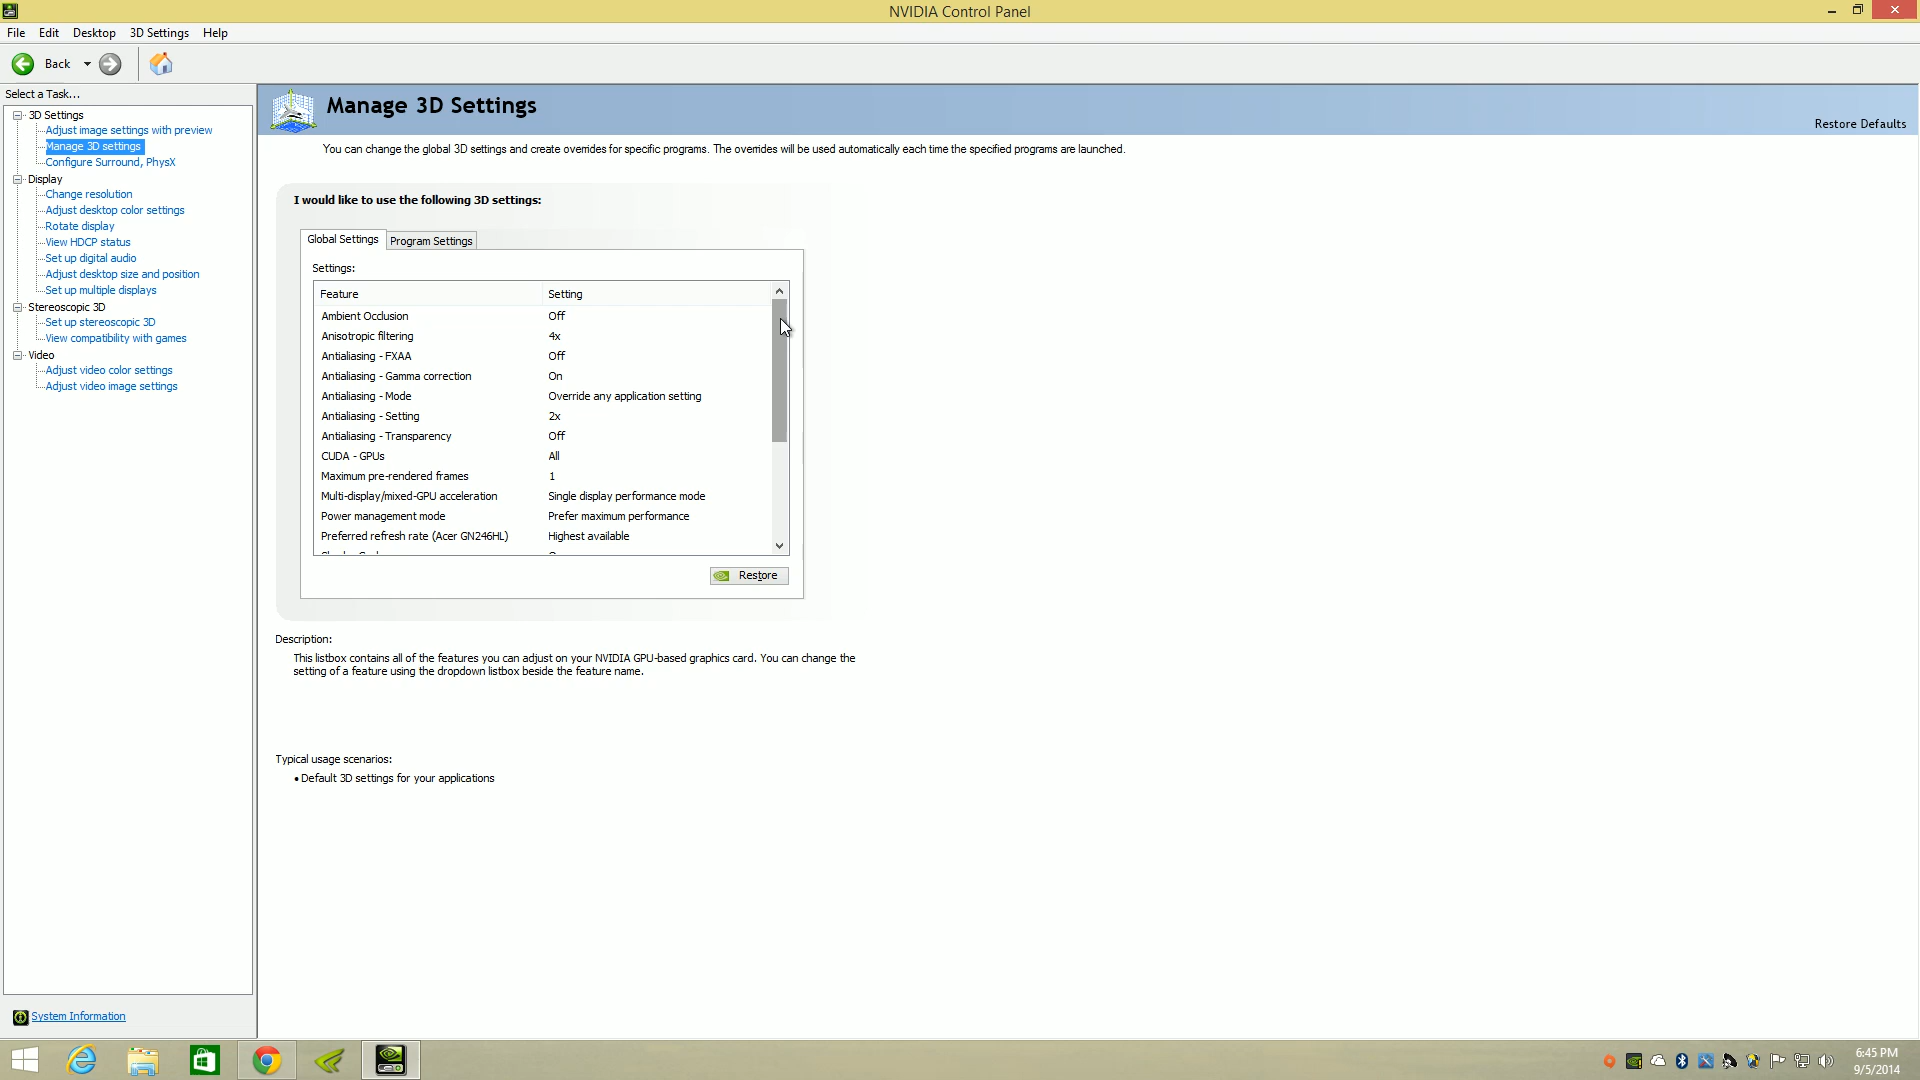 NVIDIA Control Panel
File Edit Desktop 3D Settings Help
Back
Select a Task...
3D Settings
Adjust image settings with preview
Manage 3D settings
Configure Surround, PhysX
Display
Change resolution
Adjust desktop color settings
Rotate display
View HDCP status
Set up digital audio
Adjust desktop size and position
Set up multiple displays
Stereoscopic 3D
Set up stereoscopic 3D
View compatibility with games
Video
Adjust video color settings
Adjust video image settings
System Information
Manage 3D Settings
Restore Defaults
You can change the global 3D settings and create overrides for specific programs. The overrides will be used automatically each time the specified programs are launched.
I would like to use the following 3D settings:
Global Settings Program Settings
Settings:
Feature Setting
Ambient Occlusion Off
Anisotropic filtering 4x
Antialiasing - FXAA Off
Antialiasing - Gamma correction On
Antialiasing - Mode Override any application setting
Antialiasing - Setting 2x
Antialiasing - Transparency Off
CUDA - GPUs All
Maximum pre-rendered frames 1
Multi-display/mixed-GPU acceleration Single display performance mode
Power management mode Prefer maximum performance
Preferred refresh rate (Acer GN246HL) Highest available
Restore
Description:
This listbox contains all of the features you can adjust on your NVIDIA GPU-based graphics card. You can change the
setting of a feature using the dropdown listbox beside the feature name.
Typical usage scenarios:
• Default 3D settings for your applications
6:45 PM
9/5/2014